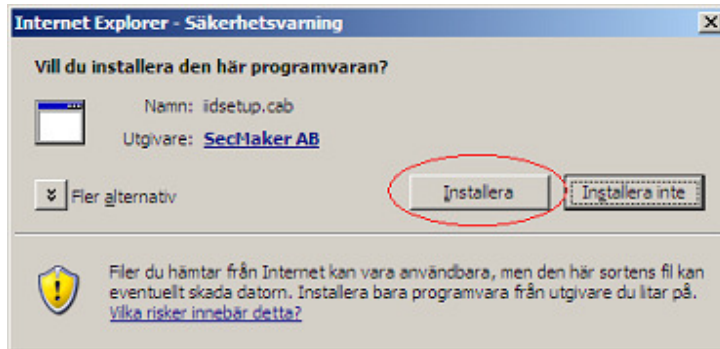 Internet Explorer - Säkerhetsvarning
Vill du installera den här programvaran?
Namn: iidsetup.cab
Utgivare: SecMaker AB
Fler alternativ
Installera
Installera inte
Filer du hämtar från Internet kan vara användbara, men den här sortens fil kan
eventuellt skada datorn. Installera bara programvara från utgivare du litar på.
Vilka risker innebär detta?